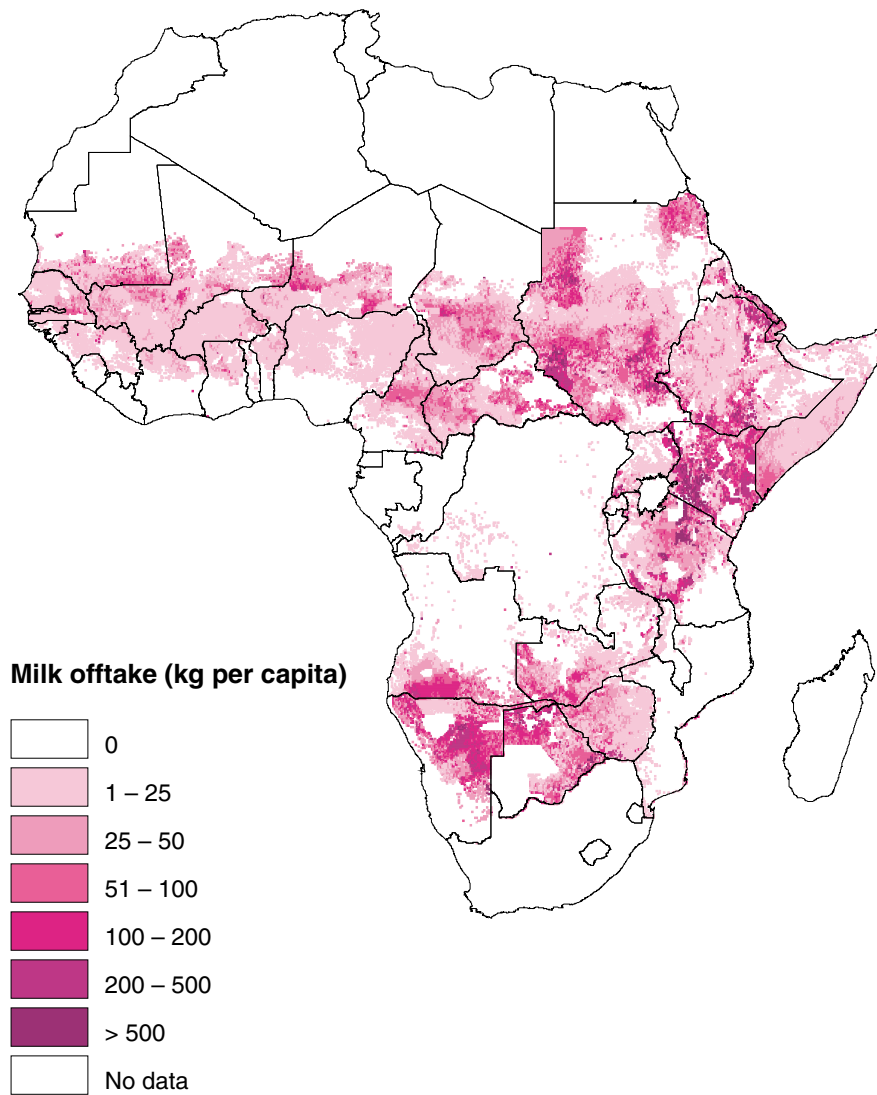 Milk offtake (kg per capita)
0
1 – 25
25 – 50
51 – 100
100 – 200
200 – 500
> 500
No data